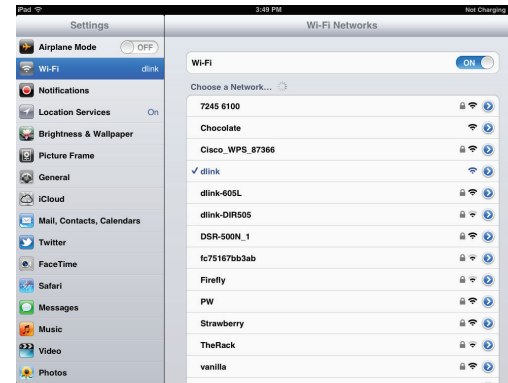 iPad 3:49 PM Not Charging
Settings
Wi-Fi Networks
Airplane Mode OFF
Wi-Fi dlink
Notifications
Location Services On
Brightness & Wallpaper
Picture Frame
General
iCloud
Mail, Contacts, Calendars
Twitter
FaceTime
Safari
Messages
Music
Video
Photos
Wi-Fi ON
Choose a Network...
7245 6100
Chocolate
Cisco_WPS_87366
dlink
dlink-605L
dlink-DIR505
DSR-500N_1
fc75167bb3ab
Firefly
PW
Strawberry
TheRack
vanilla